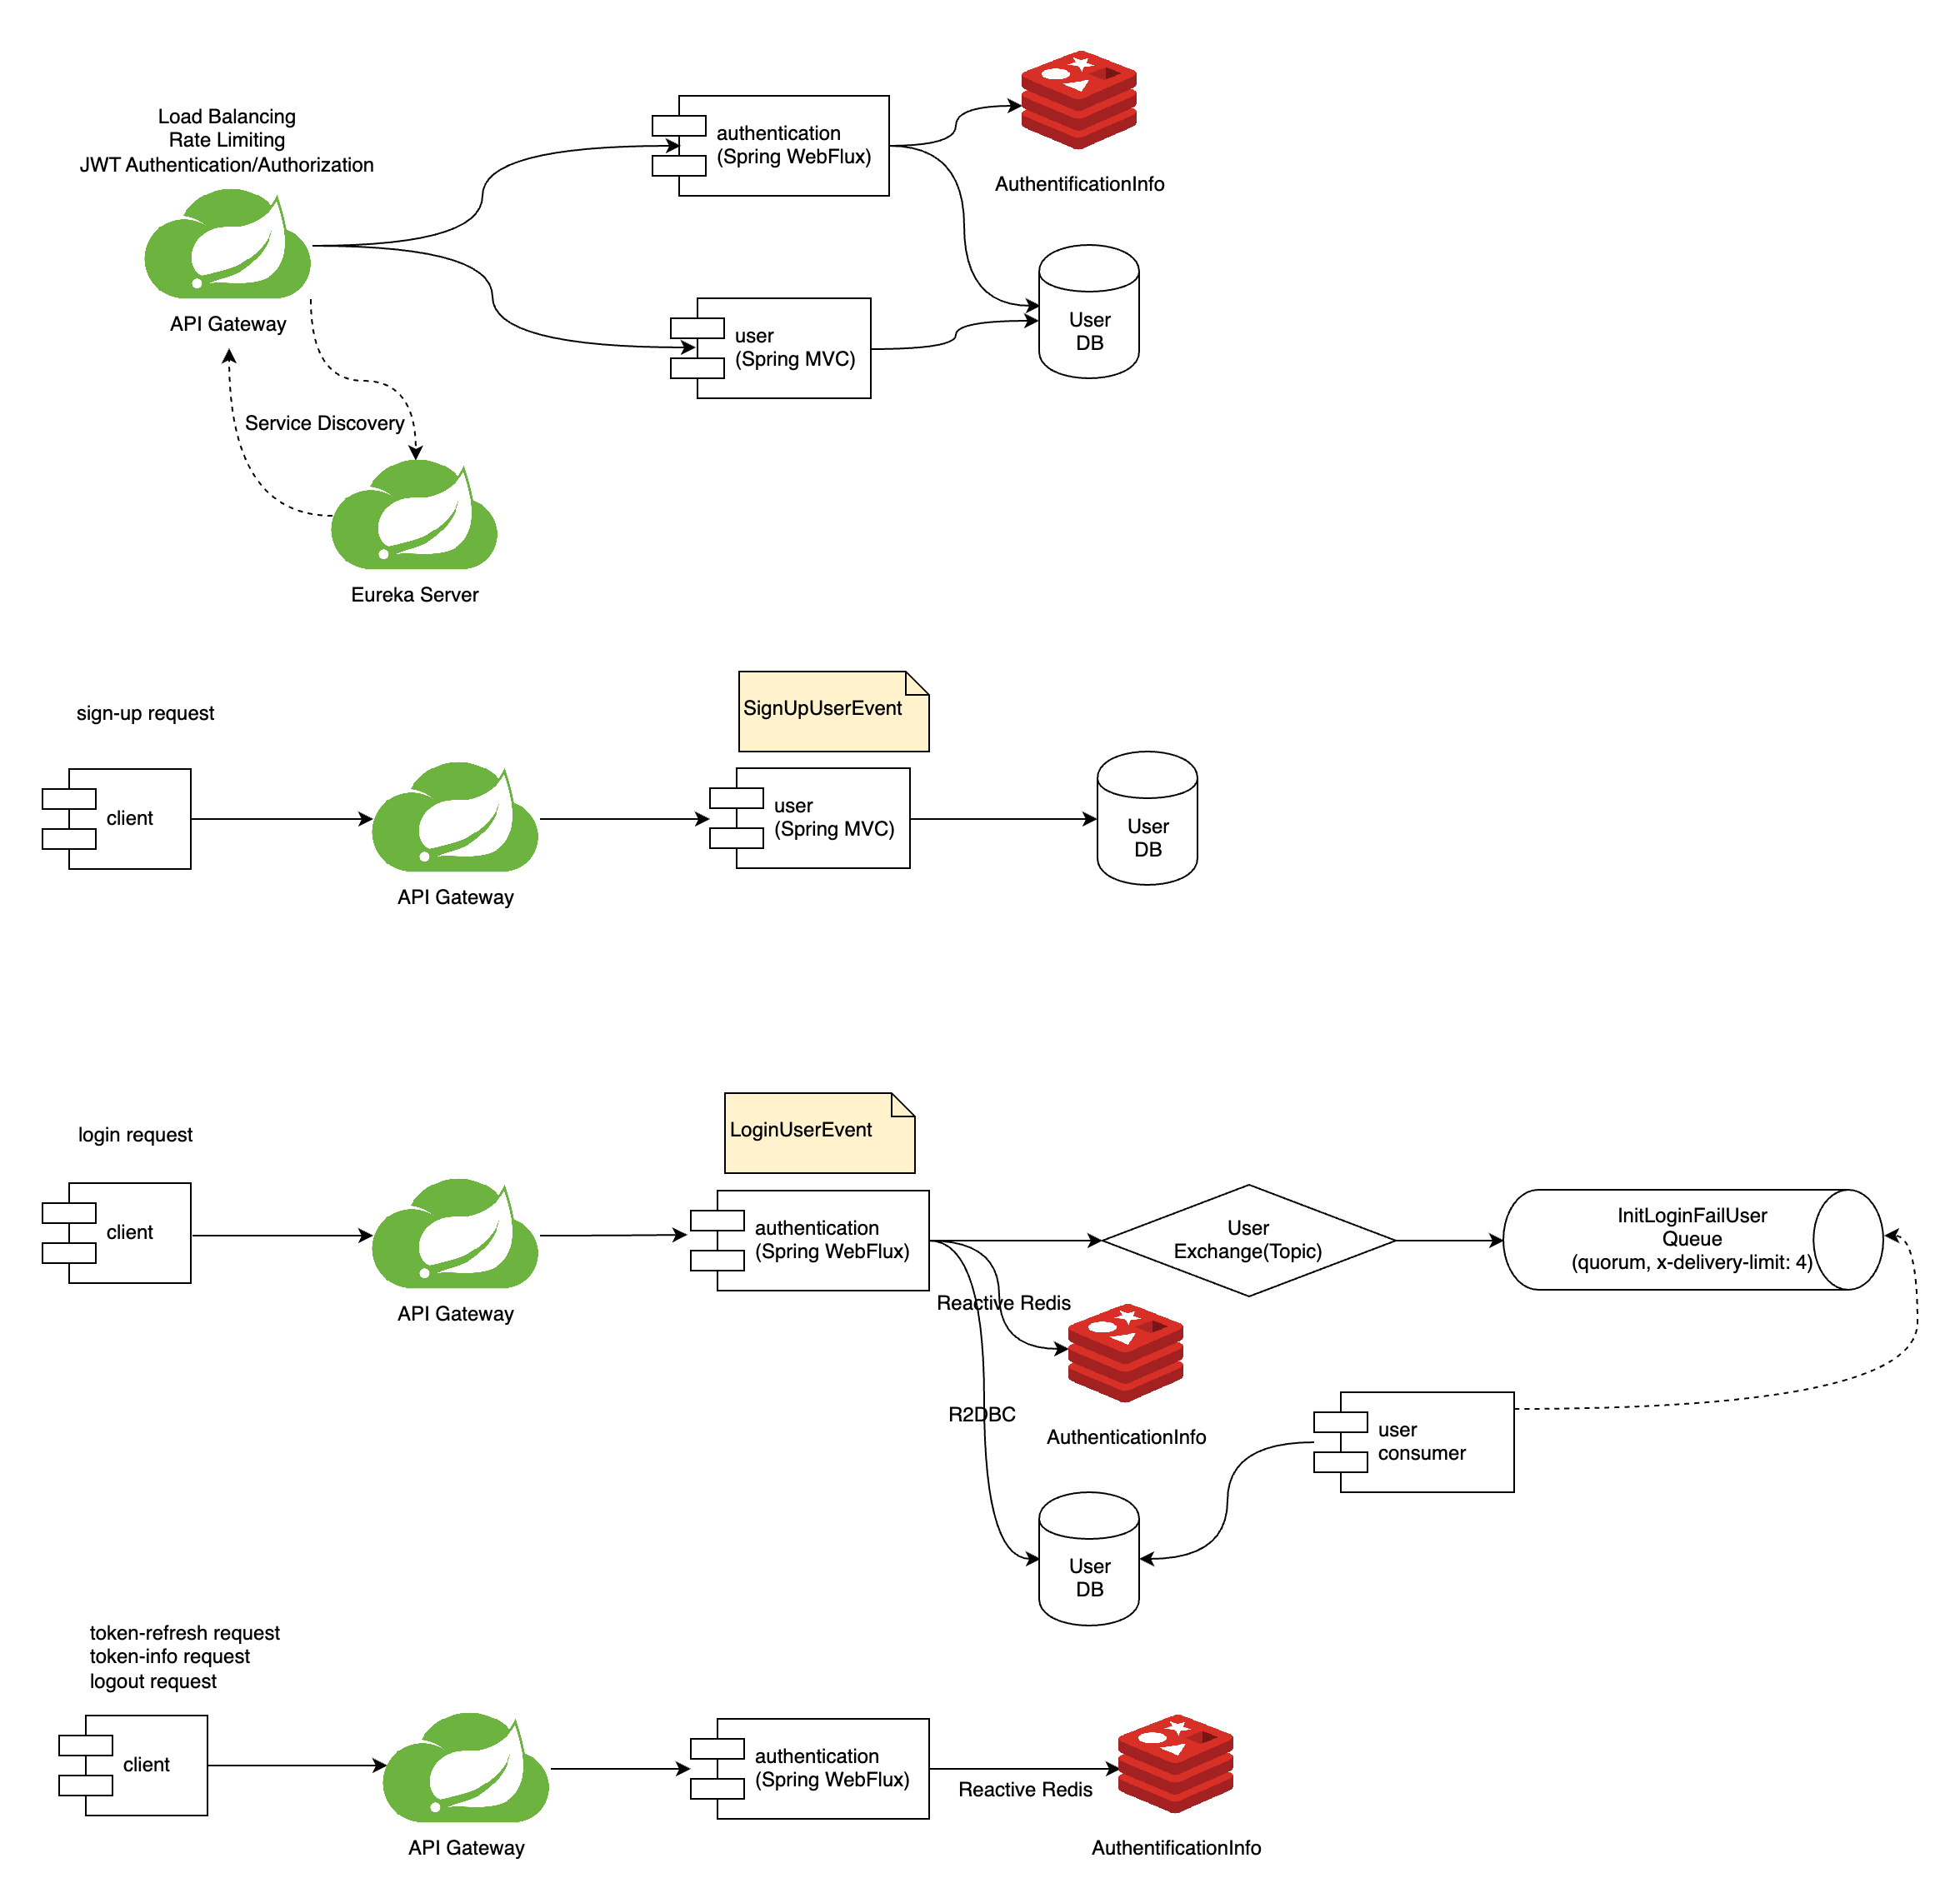 Load Balancing
Rate Limiting
JWT Authentication/Authorization
API Gateway
authentication
(Spring WebFlux)
AuthentificationInfo
user
(Spring MVC)
User
DB
Service Discovery
Eureka Server
sign-up request
SignUpUserEvent
client
API Gateway
user
(Spring MVC)
User
DB
login request
LoginUserEvent
client
API Gateway
authentication
(Spring WebFlux)
User
Exchange(Topic)
InitLoginFailUser
Queue
(quorum, x-delivery-limit: 4)
Reactive Redis
AuthenticationInfo
R2DBC
user
consumer
User
DB
token-refresh request
token-info request
logout request
client
API Gateway
authentication
(Spring WebFlux)
Reactive Redis
AuthentificationInfo